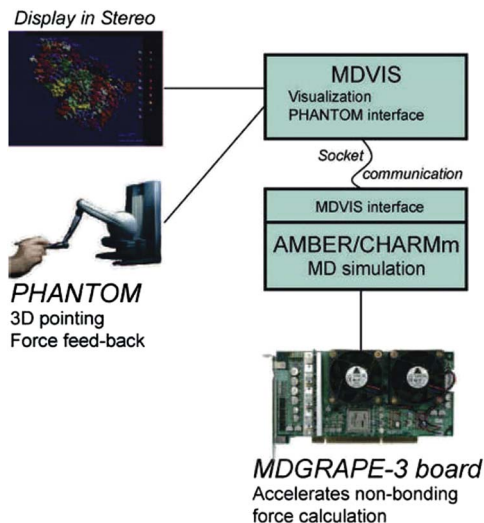 Display in Stereo
MDVIS
Visualization
PHANTOM interface
Socket
communication
MDVIS interface
AMBER/CHARMm
MD simulation
PHANTOM
3D pointing
Force feed-back
MDGRAPE-3 board
Accelerates non-bonding
force calculation